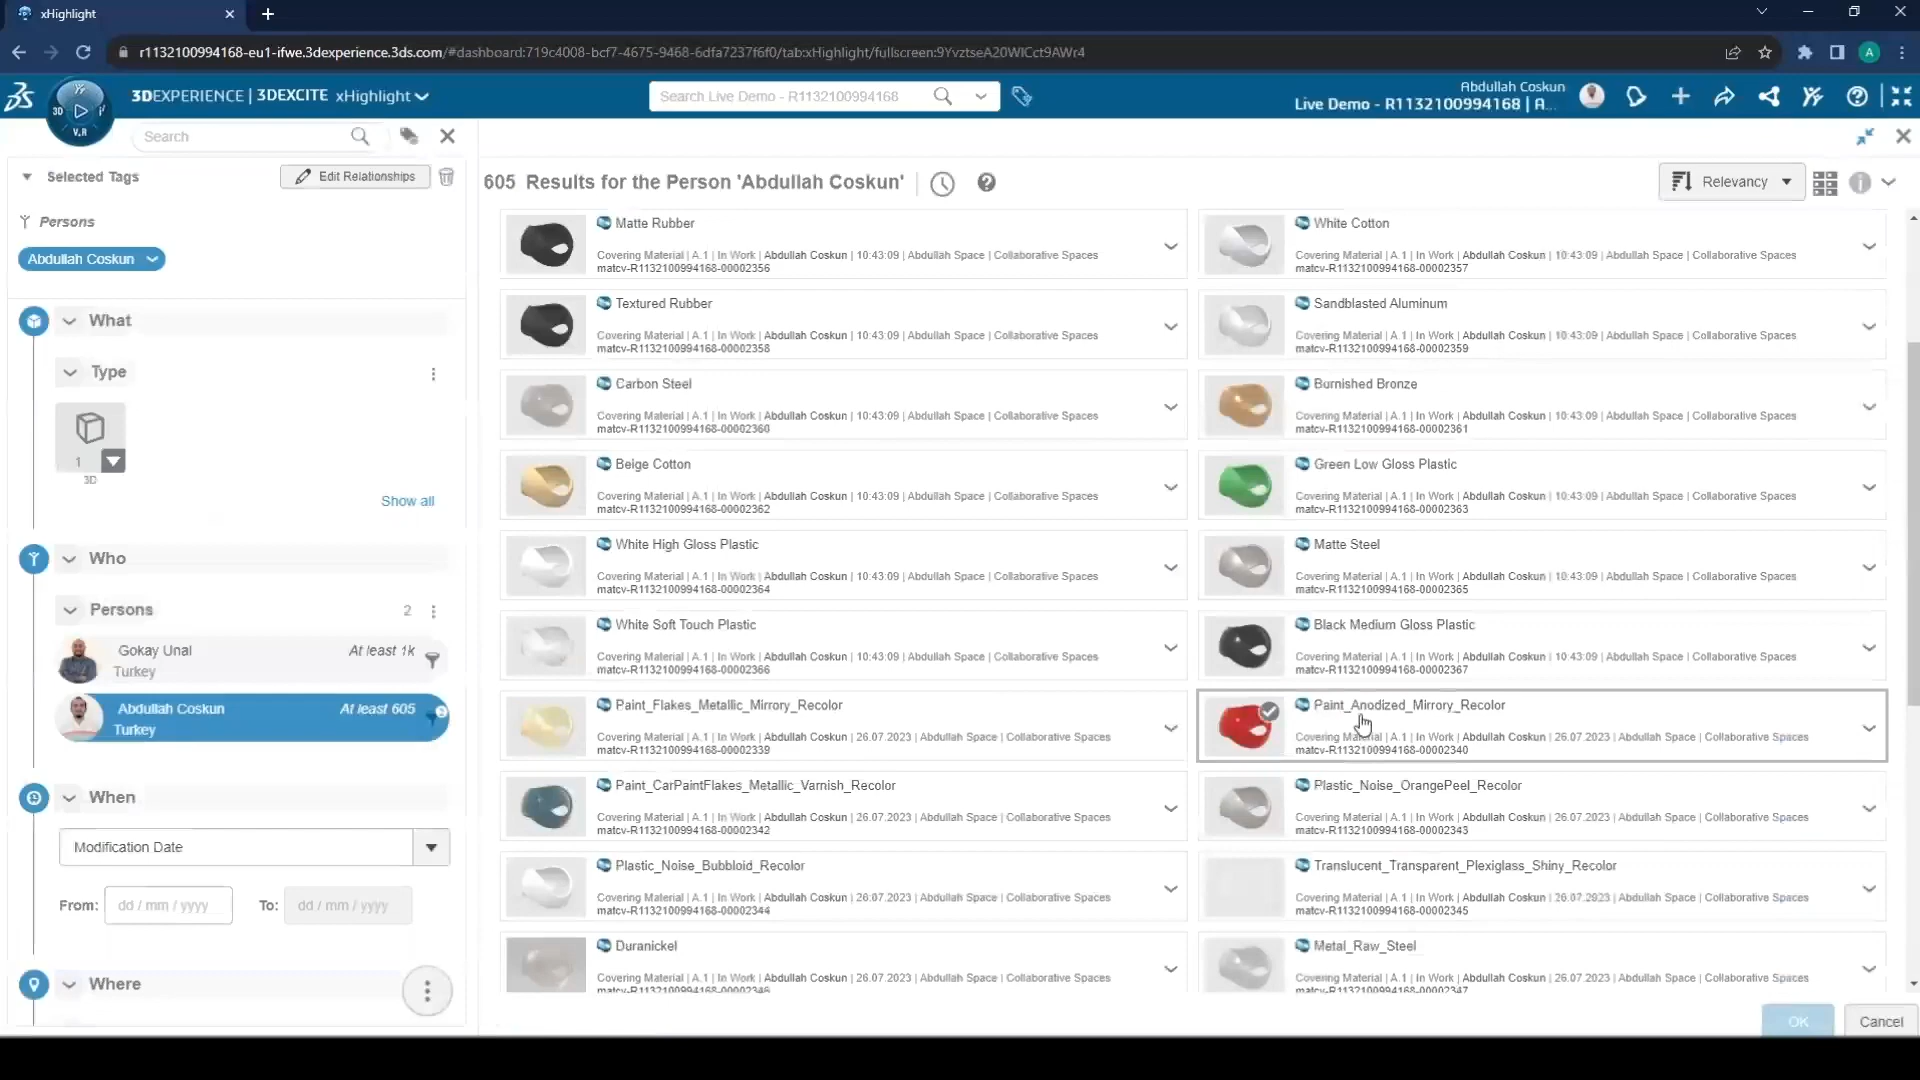 xHighlight
r1132100994168-eu1-ifwe.3dexperience.3ds.com/#dashboard:719c4008-bcf7-4675-9468-6dfa7237f6f0/tab:xHighlight/fullscreen:9YvztseA20WlCct9AWr4
A
3D
V.R
3DEXPERIENCE | 3DEXCITE xHighlight
Search Live Demo - R1132100994168
Abdullah Coskun
Live Demo - R1132100994168 | A...
Search
Selected Tags
Edit Relationships
Persons
Abdullah Coskun
What
Type
1
3D
Show all
Who
Persons
2
Gokay Unal
At least 1k
Turkey
Abdullah Coskun
At least 605
2
Turkey
When
Modification Date
From:
dd / mm / yyyy
To:
dd / mm / yyyy
Where
605 Results for the Person 'Abdullah Coskun'
Relevancy
Matte Rubber
Covering Material | A.1 | In Work | Abdullah Coskun | 10:43:09 | Abdullah Space | Collaborative Spaces
matcv-R1132100994168-00002356
White Cotton
Covering Material | A.1 | In Work | Abdullah Coskun | 10:43:09 | Abdullah Space | Collaborative Spaces
matcv-R1132100994168-00002357
Textured Rubber
Covering Material | A.1 | In Work | Abdullah Coskun | 10:43:09 | Abdullah Space | Collaborative Spaces
matcv-R1132100994168-00002358
Sandblasted Aluminum
Covering Material | A.1 | In Work | Abdullah Coskun | 10:43:09 | Abdullah Space | Collaborative Spaces
matcv-R1132100994168-00002359
Carbon Steel
Covering Material | A.1 | In Work | Abdullah Coskun | 10:43:09 | Abdullah Space | Collaborative Spaces
matcv-R1132100994168-00002360
Burnished Bronze
Covering Material | A.1 | In Work | Abdullah Coskun | 10:43:09 | Abdullah Space | Collaborative Spaces
matcv-R1132100994168-00002361
Beige Cotton
Covering Material | A.1 | In Work | Abdullah Coskun | 10:43:09 | Abdullah Space | Collaborative Spaces
matcv-R1132100994168-00002362
Green Low Gloss Plastic
Covering Material | A.1 | In Work | Abdullah Coskun | 10:43:09 | Abdullah Space | Collaborative Spaces
matcv-R1132100994168-00002363
White High Gloss Plastic
Covering Material | A.1 | In Work | Abdullah Coskun | 10:43:09 | Abdullah Space | Collaborative Spaces
matcv-R1132100994168-00002364
Matte Steel
Covering Material | A.1 | In Work | Abdullah Coskun | 10:43:09 | Abdullah Space | Collaborative Spaces
matcv-R1132100994168-00002365
White Soft Touch Plastic
Covering Material | A.1 | In Work | Abdullah Coskun | 10:43:09 | Abdullah Space | Collaborative Spaces
matcv-R1132100994168-00002366
Black Medium Gloss Plastic
Covering Material | A.1 | In Work | Abdullah Coskun | 10:43:09 | Abdullah Space | Collaborative Spaces
matcv-R1132100994168-00002367
Paint_Flakes_Metallic_Mirrory_Recolor
Covering Material | A.1 | In Work | Abdullah Coskun | 26.07.2023 | Abdullah Space | Collaborative Spaces
matcv-R1132100994168-00002339
Paint_Anodized_Mirrory_Recolor
Covering Material | A.1 | In Work | Abdullah Coskun | 26.07.2023 | Abdullah Space | Collaborative Spaces
matcv-R1132100994168-00002340
Paint_CarPaintFlakes_Metallic_Varnish_Recolor
Covering Material | A.1 | In Work | Abdullah Coskun | 26.07.2023 | Abdullah Space | Collaborative Spaces
matcv-R1132100994168-00002342
Plastic_Noise_OrangePeel_Recolor
Covering Material | A.1 | In Work | Abdullah Coskun | 26.07.2023 | Abdullah Space | Collaborative Spaces
matcv-R1132100994168-00002343
Plastic_Noise_Bubbloid_Recolor
Covering Material | A.1 | In Work | Abdullah Coskun | 26.07.2023 | Abdullah Space | Collaborative Spaces
matcv-R1132100994168-00002344
Translucent_Transparent_Plexiglass_Shiny_Recolor
Covering Material | A.1 | In Work | Abdullah Coskun | 26.07.2023 | Abdullah Space | Collaborative Spaces
matcv-R1132100994168-00002345
Duranickel
Covering Material | A.1 | In Work | Abdullah Coskun | 26.07.2023 | Abdullah Space | Collaborative Spaces
matcv-R1132100994168-00002346
Metal_Raw_Steel
Covering Material | A.1 | In Work | Abdullah Coskun | 26.07.2023 | Abdullah Space | Collaborative Spaces
matcv-R1132100994168-00002347
OK
Cancel